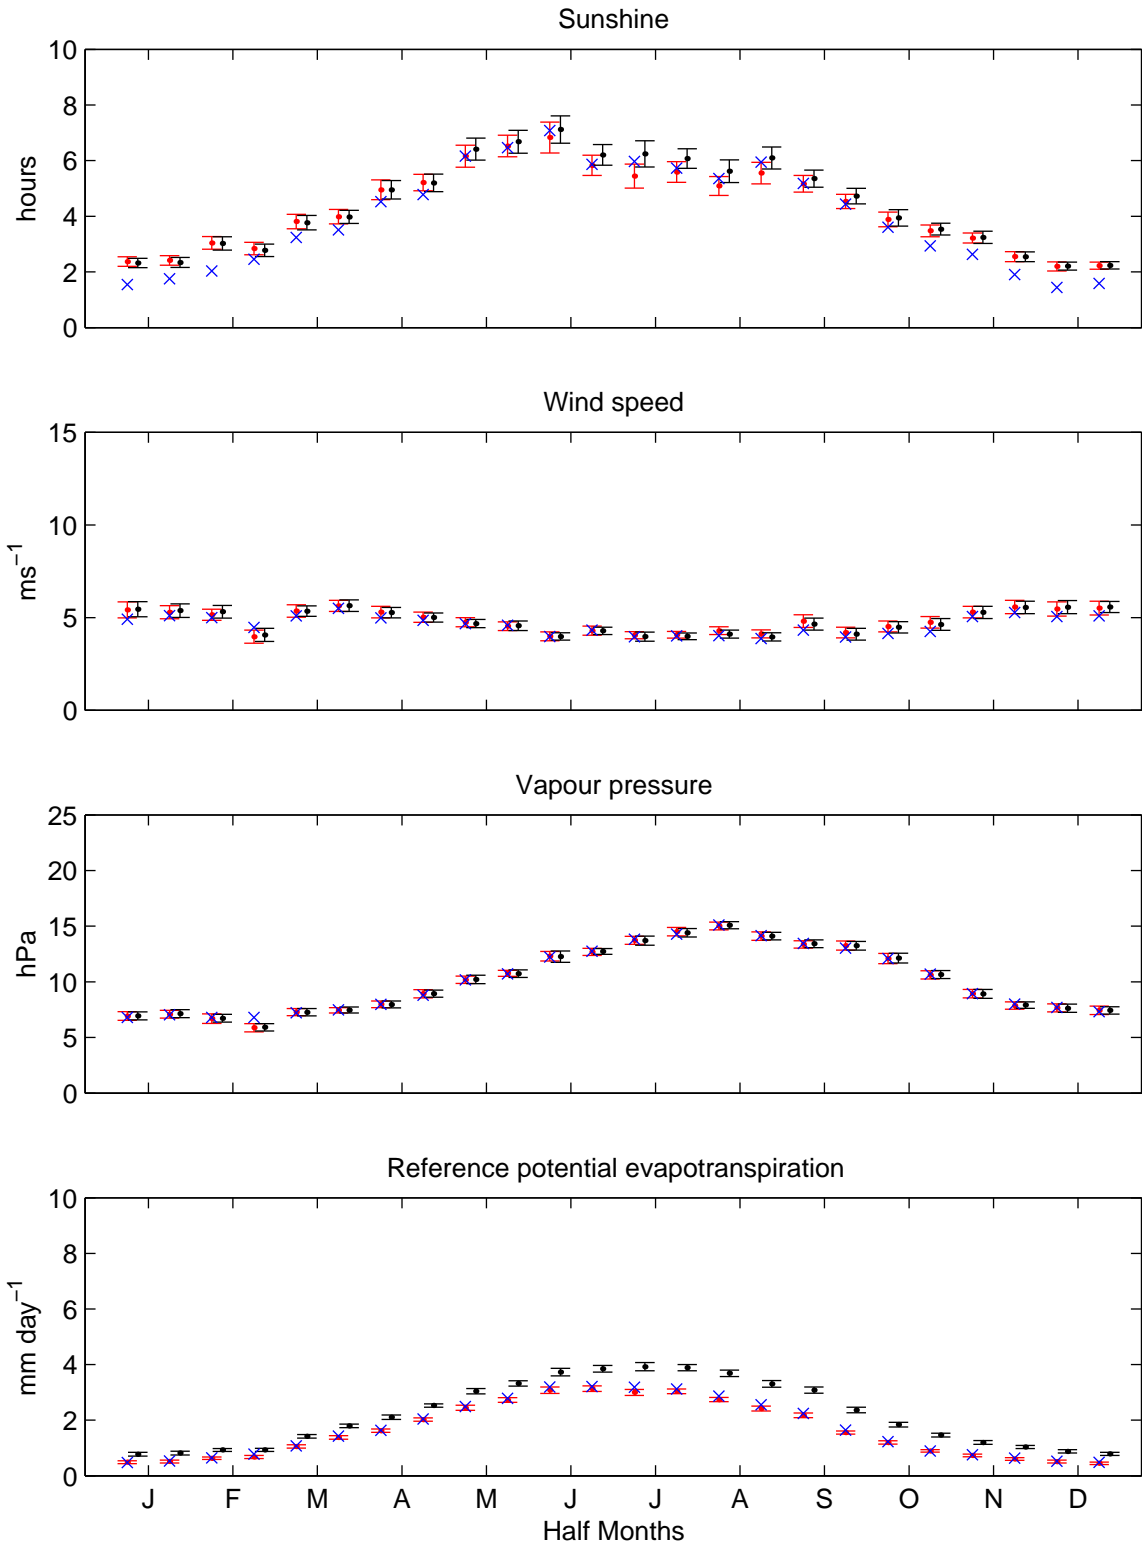 Sunshine
10
8
6
4
2
0
hours
Wind speed
15
10
5
0
ms⁻¹
Vapour pressure
25
20
15
10
5
0
hPa
Reference potential evapotranspiration
10
8
6
4
2
0
mm day⁻¹
J F M A M J J A S O N D
Half Months